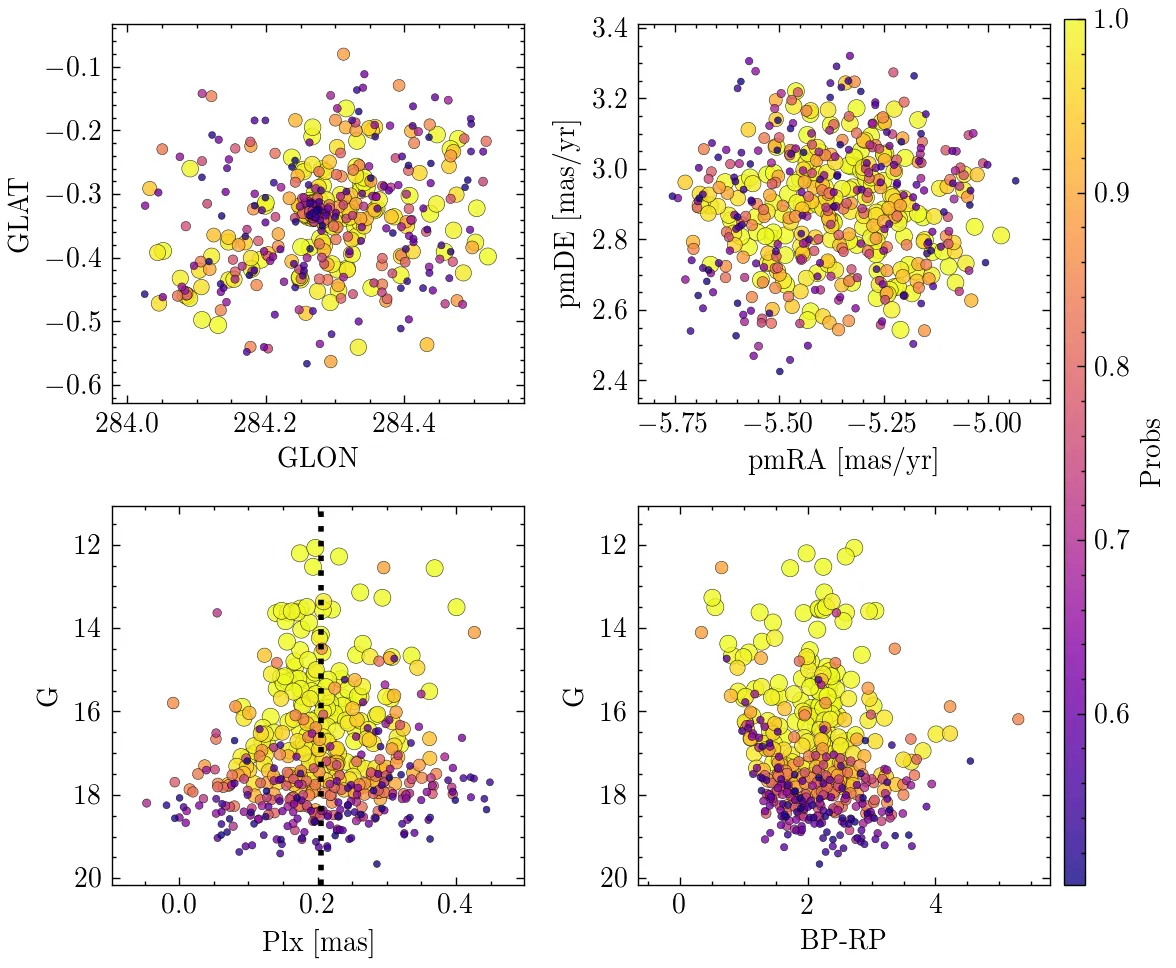 −0.1
−0.2
−0.3
−0.4
−0.5
−0.6
GLAT
284.0 284.2 284.4
GLON
3.4
3.2
3.0
2.8
2.6
2.4
pmDE [mas/yr]
−5.75 −5.50 −5.25 −5.00
pmRA [mas/yr]
1.0
0.9
0.8
0.7
0.6
Probs
12
14
16
18
20
G
0.0 0.2 0.4
Plx [mas]
12
14
16
18
20
G
0 2 4
BP-RP